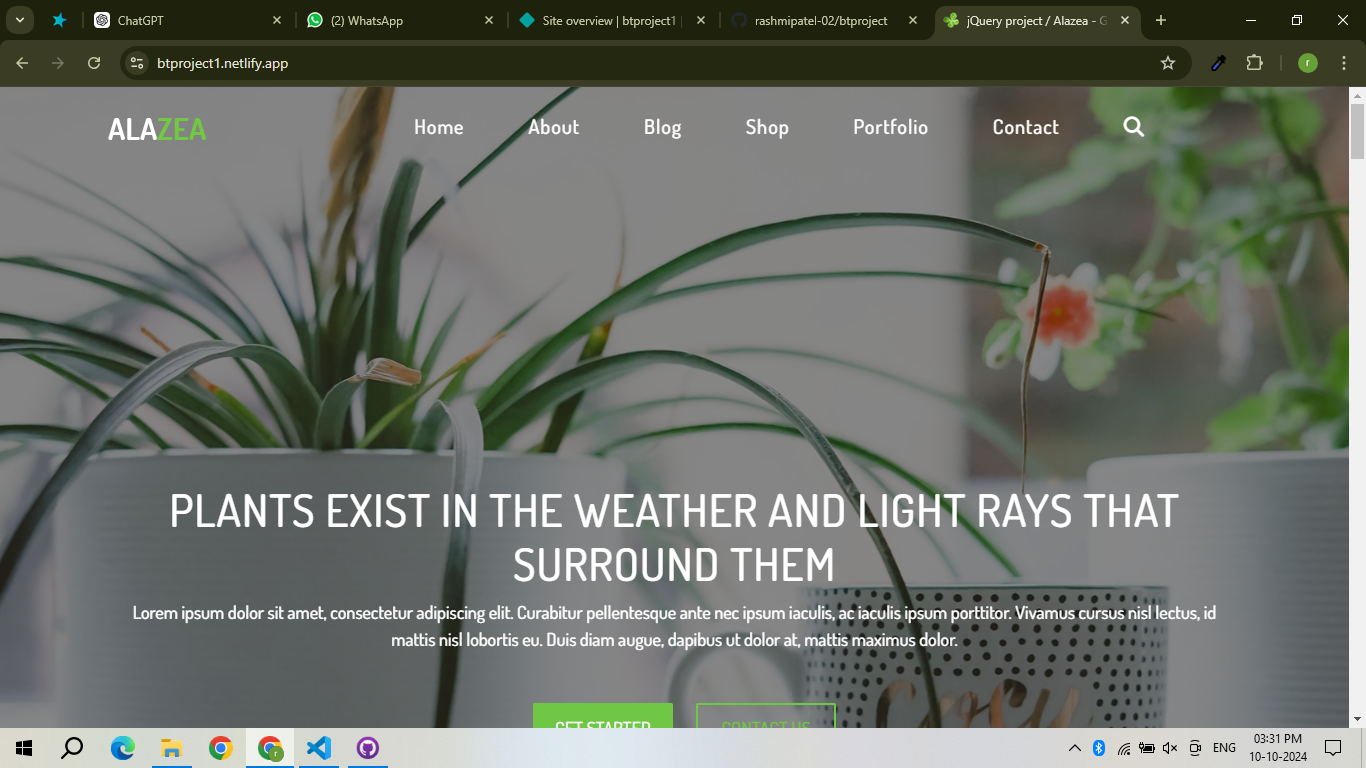 ChatGPT
(2) WhatsApp
Site overview | btproject1 |
rashmipatel-02/btproject
jQuery project / Alazea - G
btproject1.netlify.app
r
ALAZEA
Home
About
Blog
Shop
Portfolio
Contact
PLANTS EXIST IN THE WEATHER AND LIGHT RAYS THAT
SURROUND THEM
Lorem ipsum dolor sit amet, consectetur adipiscing elit. Curabitur pellentesque ante nec ipsum iaculis, ac iaculis ipsum porttitor. Vivamus cursus nisl lectus, id
mattis nisl lobortis eu. Duis diam augue, dapibus ut dolor at, mattis maximus dolor.
GET STARTED
CONTACT US
r
ENG
03:31 PM
10-10-2024